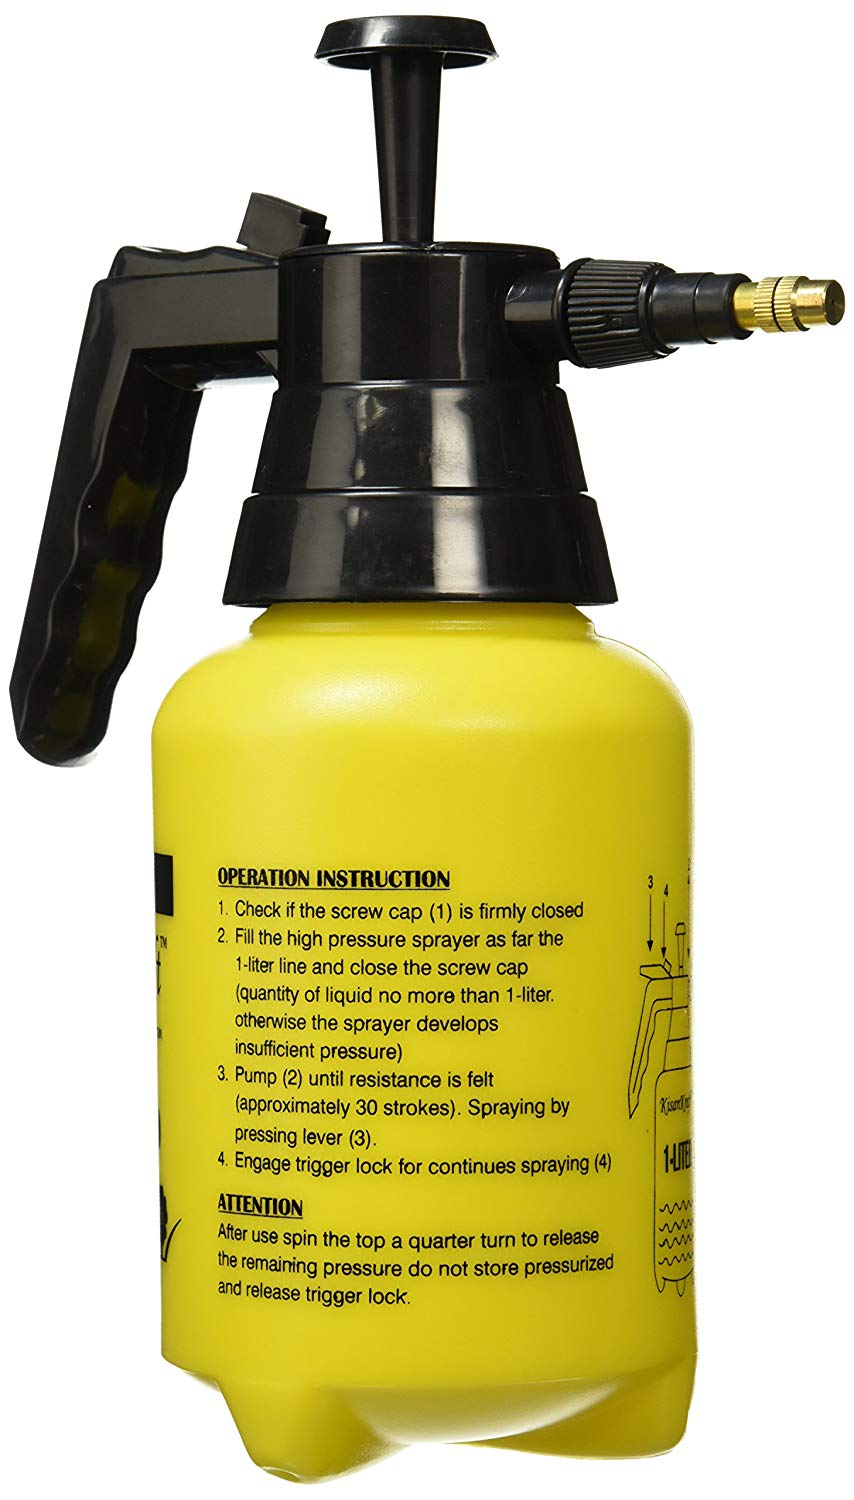 OPERATION INSTRUCTION
1. Check if the screw cap (1) is firmly closed
2. Fill the high pressure sprayer as far the
1-liter line and close the screw cap
(quantity of liquid no more than 1-liter.
otherwise the sprayer develops
insufficient pressure)
3. Pump (2) until resistance is felt
(approximately 30 strokes). Spraying by
pressing lever (3).
4. Engage trigger lock for continues spraying (4)
ATTENTION
After use spin the top a quarter turn to release
the remaining pressure do not store pressurized
and release trigger lock.
3
4
TM